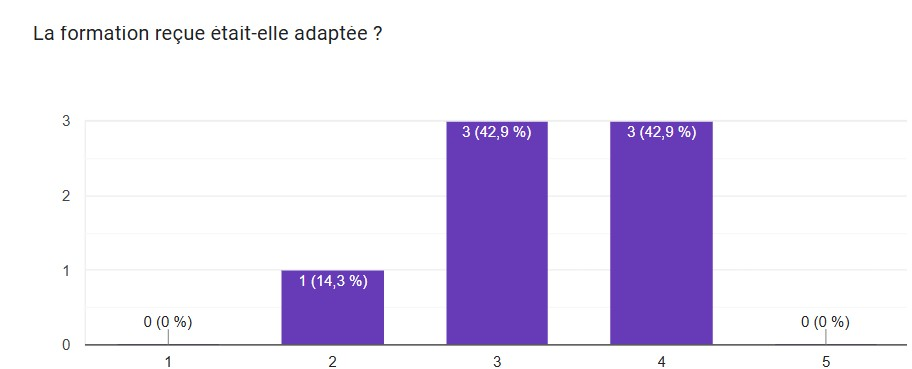 La formation reçue était-elle adaptée ?
3
2
1
0
0 (0 %)
1 (14,3 %)
3 (42,9 %)
3 (42,9 %)
0 (0 %)
1
2
3
4
5